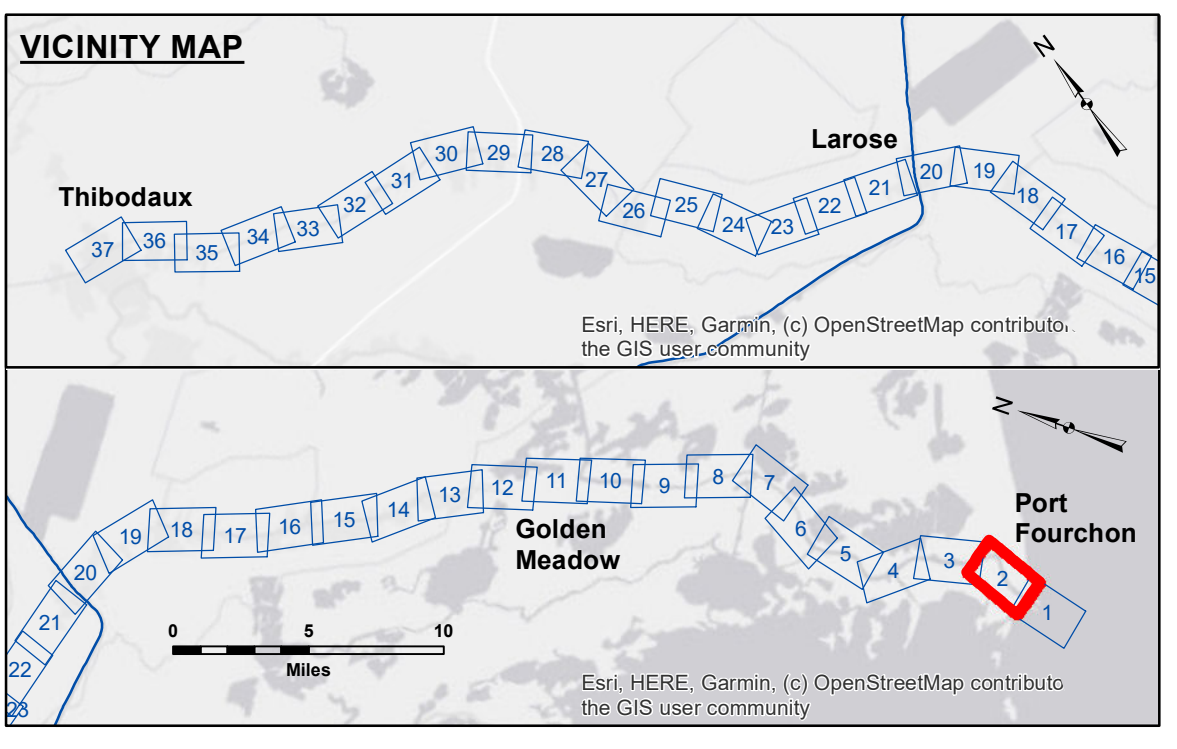 VICINITY MAP
N
Larose
Thibodaux
37 36 35 34 33 32 31 30 29 28 27 26 25 24 23 22 21 20 19 18 17 16 15
Esri, HERE, Garmin, (c) OpenStreetMap contributo
the GIS user community
N
Port
Fourchon
Golden
Meadow
23 22 21 20 19 18 17 16 15 14 13 12 11 10 9 8 7 6 5 4 3 2 1
0 5 10
Miles
Esri, HERE, Garmin, (c) OpenStreetMap contributo
the GIS user community